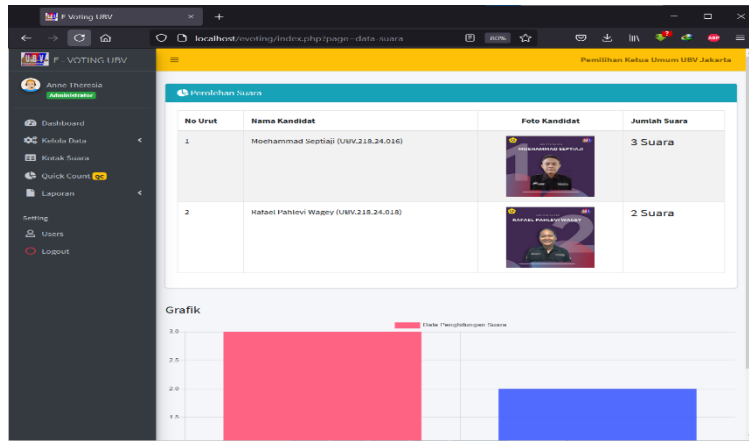 E Voting UBV
localhost/evoting/index.php?page=data-suara
80%
E - VOTING UBV
Pemilihan Ketua Umum UBV Jakarta
Anne Theresia
Administrator
Dashboard
Kelola Data
Kotak Suara
Quick Count qc
Laporan
Setting
Users
Logout
Perolehan Suara
No Urut Nama Kandidat Foto Kandidat Jumlah Suara
1 Moehammad Septiaji (UBV.218.24.016) 3 Suara
MOEHAMMAD SEPTIAJI
2 Rafael Pahlevi Wagey (UBV.218.24.018) 2 Suara
RAFAEL PAHLEVI WAGEY
Grafik
Data Penghitungan Suara
3.0
2.5
2.0
1.5